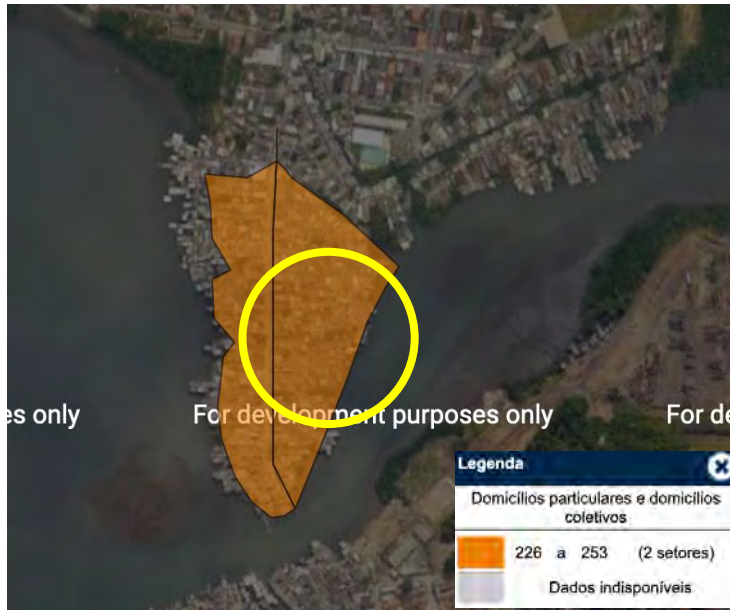 es only
For development purposes only
For de
Legenda
Domicílios particulares e domicílios
coletivos
226 a 253 (2 setores)
Dados indisponíveis